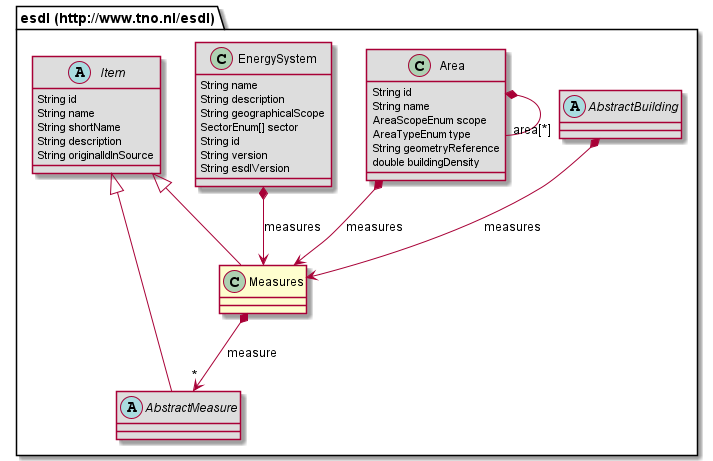 esdl (http://www.tno.nl/esdl)
A Item
String id
String name
String shortName
String description
String originalIdInSource
C EnergySystem
String name
String description
String geographicalScope
SectorEnum[] sector
String id
String version
String esdlVersion
C Area
String id
String name
AreaScopeEnum scope
AreaTypeEnum type
String geometryReference
double buildingDensity
area[*]
A AbstractBuilding
measures
measures
measures
C Measures
measure
*
A AbstractMeasure